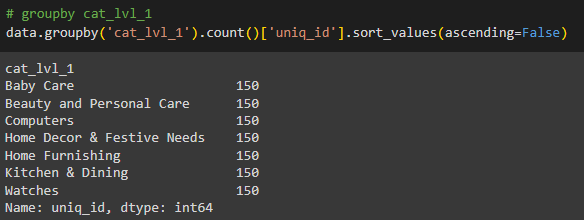 # groupby cat_lvl_1
data.groupby('cat_lvl_1').count()['uniq_id'].sort_values(ascending=False)
cat_lvl_1
Baby Care                    150
Beauty and Personal Care     150
Computers                    150
Home Decor & Festive Needs   150
Home Furnishing              150
Kitchen & Dining             150
Watches                      150
Name: uniq_id, dtype: int64